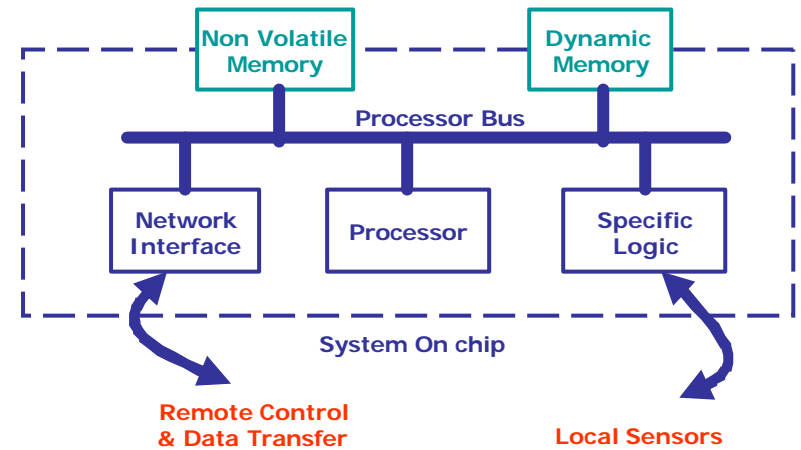 Non Volatile
Memory
Dynamic
Memory
Processor Bus
Network
Interface
Processor
Specific
Logic
System On chip
Remote Control
& Data Transfer
Local Sensors